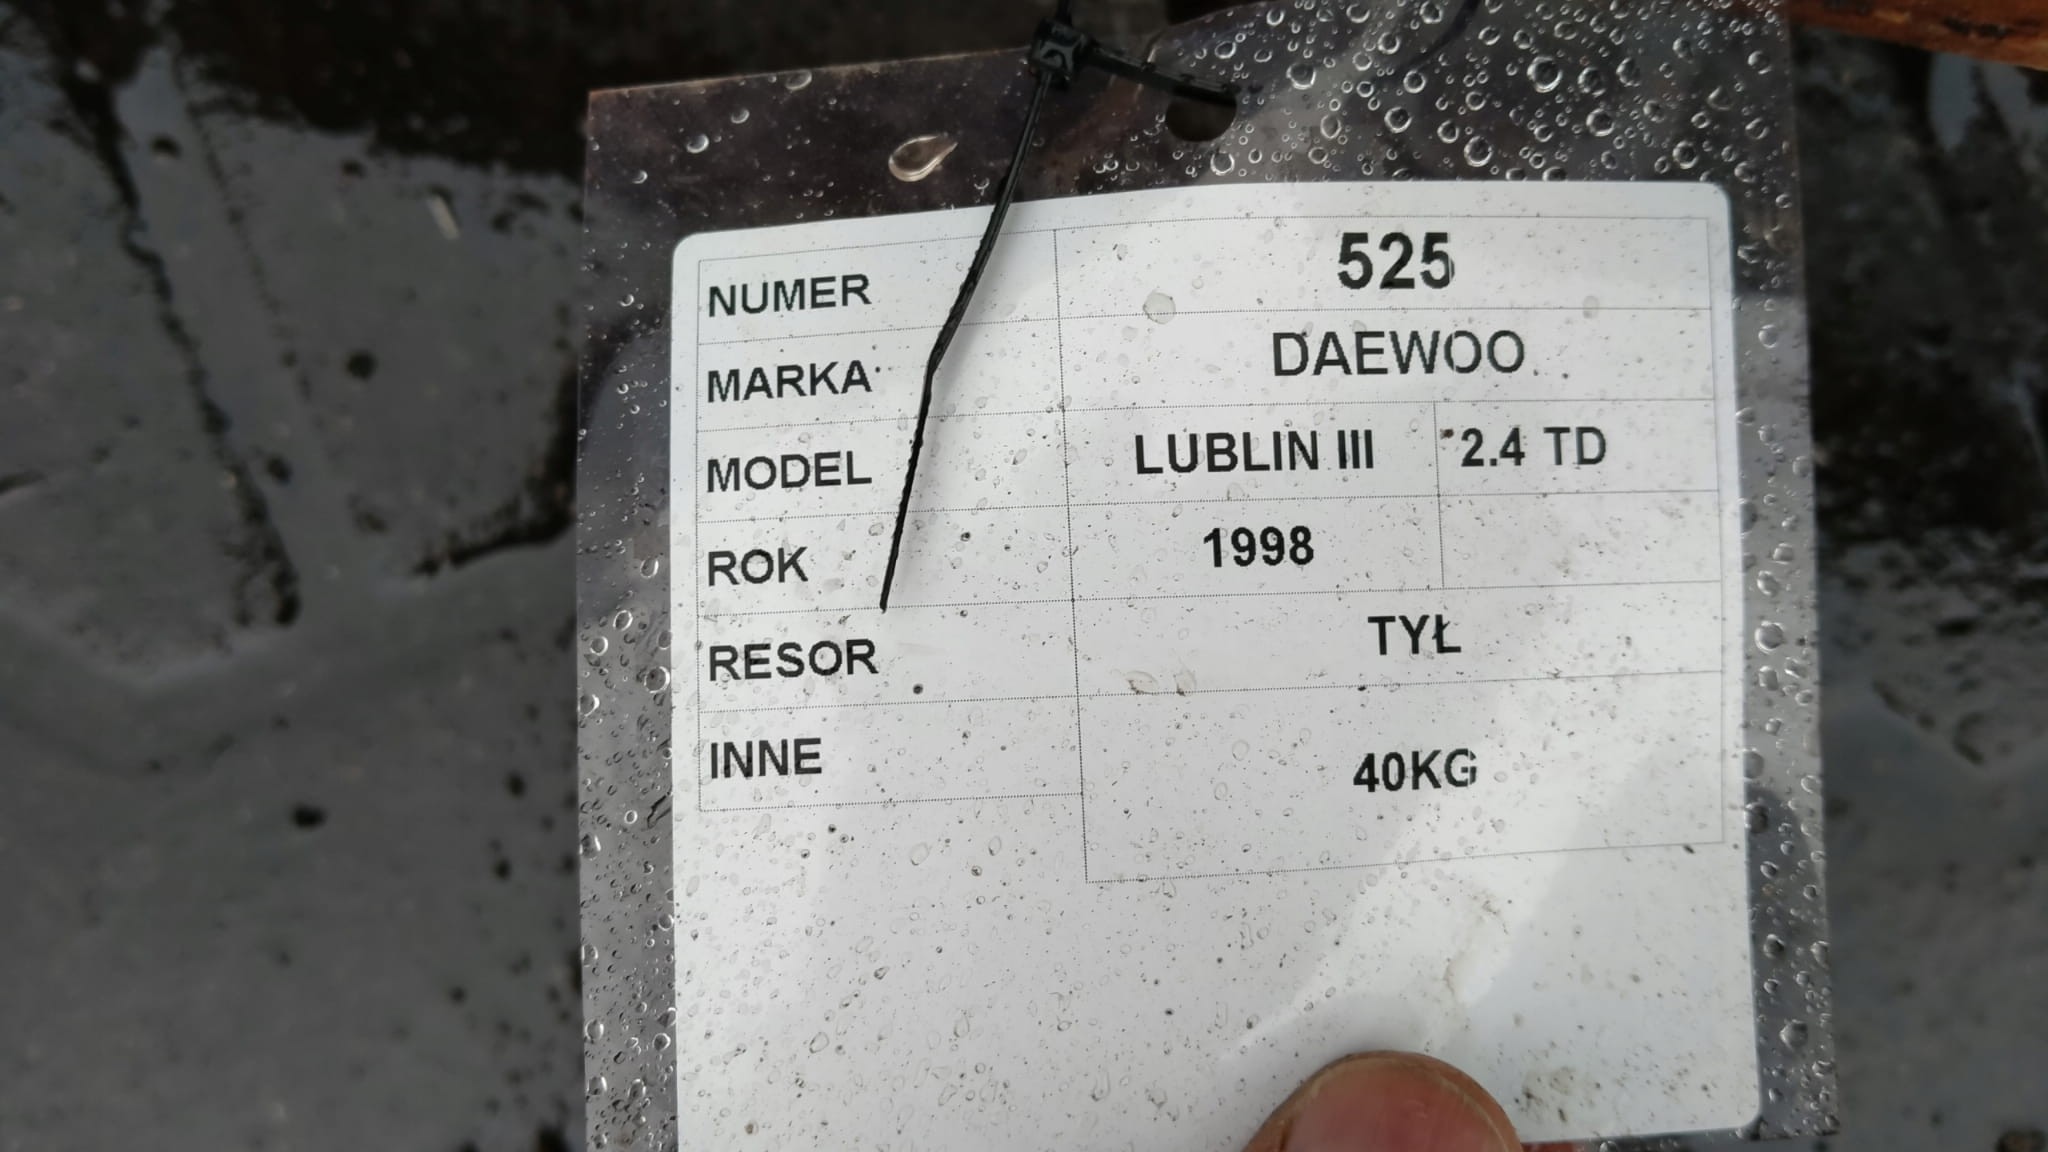 NUMER 525
MARKA DAEWOO
MODEL LUBLIN III 2.4 TD
ROK 1998
RESOR TYŁ
INNE 40KG